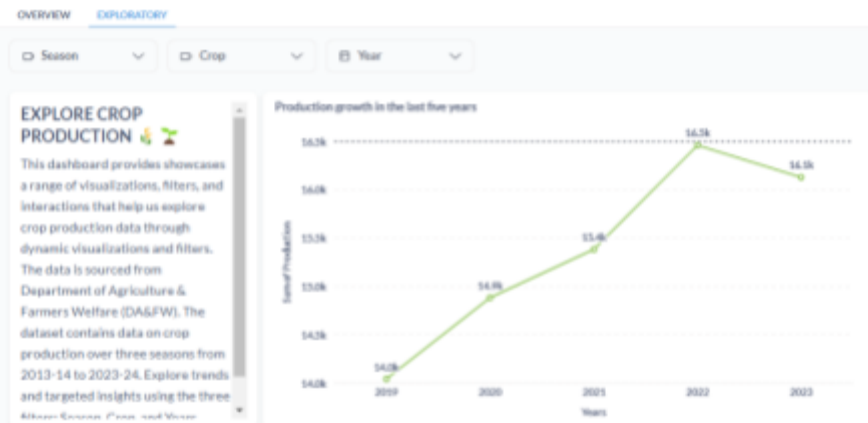 OVERVIEW EXPLORATORY
Season Crop Year
EXPLORE CROP
PRODUCTION
This dashboard provides showcases
a range of visualizations, filters, and
interactions that help us explore
crop production data through
dynamic visualizations and filters.
The data is sourced from
Department of Agriculture &
Farmers Welfare (DA&FW). The
dataset contains data on crop
production over three seasons from
2013-14 to 2023-24. Explore trends
and targeted insights using the three
filters: Season, Crop, and Years.
Production growth in the last five years
16.5k
16.0k
15.5k
15.0k
14.5k
14.0k
Sum of Production
14.0k
14.9k
15.4k
16.5k
16.1k
2019 2020 2021 2022 2023
Years